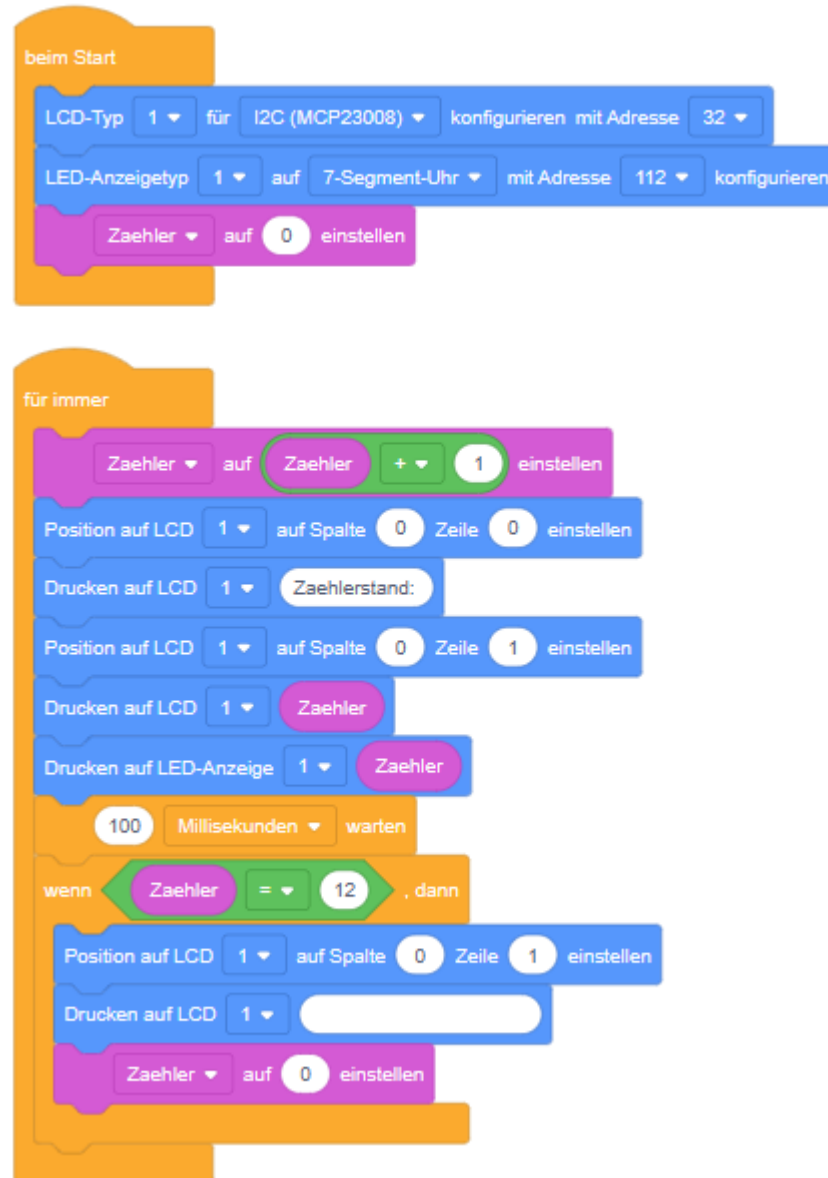 beim Start
LCD-Typ 1 für I2C (MCP23008) konfigurieren mit Adresse 32
LED-Anzeigetyp 1 auf 7-Segment-Uhr mit Adresse 112 konfigurieren
Zaehler auf 0 einstellen
für immer
Zaehler auf Zaehler + 1 einstellen
Position auf LCD 1 auf Spalte 0 Zeile 0 einstellen
Drucken auf LCD 1 Zaehlerstand:
Position auf LCD 1 auf Spalte 0 Zeile 1 einstellen
Drucken auf LCD 1 Zaehler
Drucken auf LED-Anzeige 1 Zaehler
100 Millisekunden warten
wenn Zaehler = 12 , dann
Position auf LCD 1 auf Spalte 0 Zeile 1 einstellen
Drucken auf LCD 1
Zaehler auf 0 einstellen